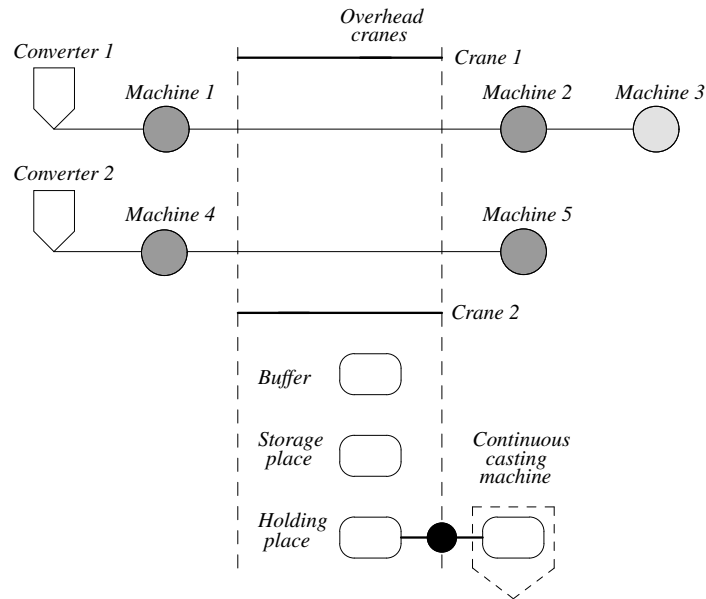 Overhead
cranes
Converter 1
Crane 1
Machine 1
Machine 2
Machine 3
Converter 2
Machine 4
Machine 5
Crane 2
Buffer
Storage
place
Continuous
casting
machine
Holding
place